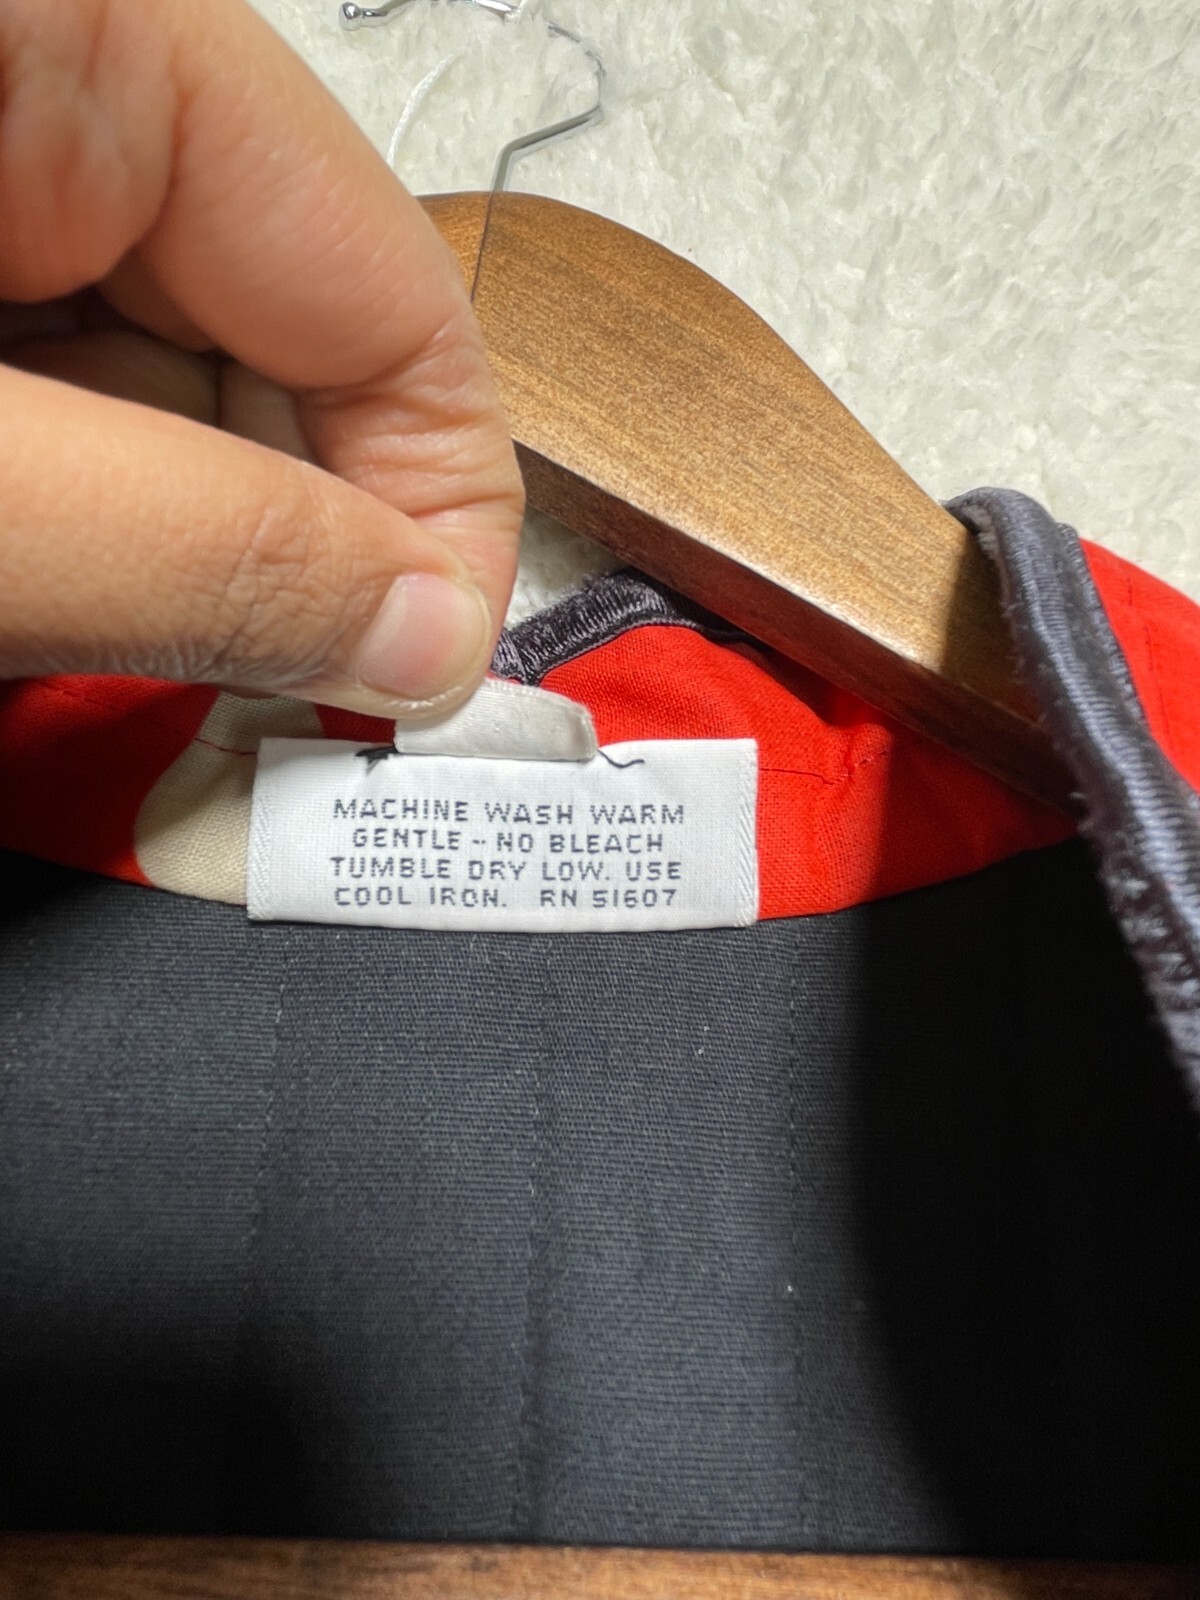 MACHINE WASH WARM
GENTLE - NO BLEACH
TUMBLE DRY LOW. USE
COOL IRON. RN 51607